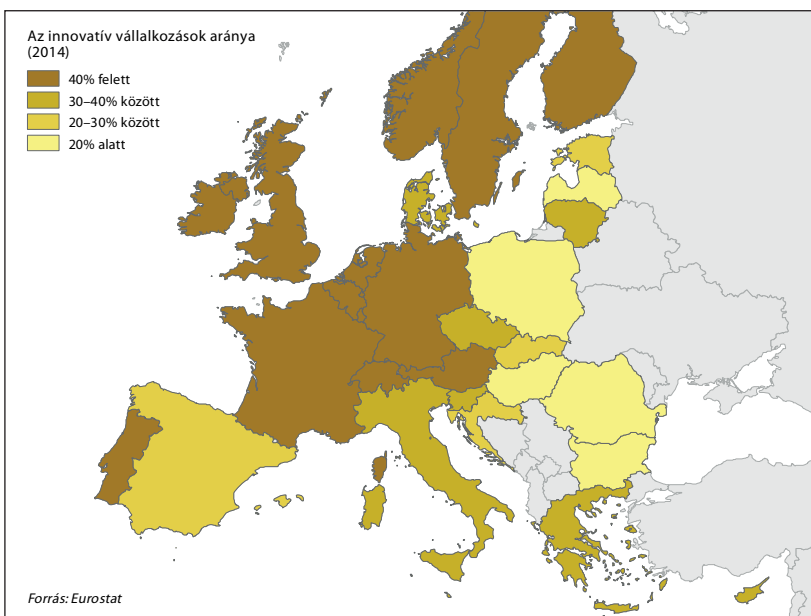 Az innovatív vállalkozások aránya
(2014)
40% felett
30–40% között
20–30% között
20% alatt
Forrás: Eurostat